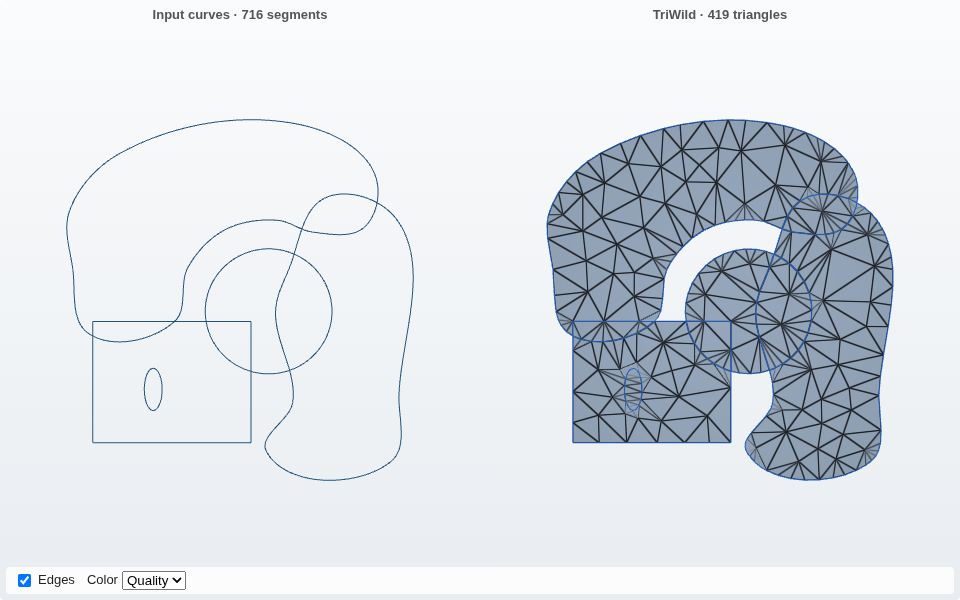 Input curves · 716 segments
TriWild · 419 triangles
Edges Color Quality